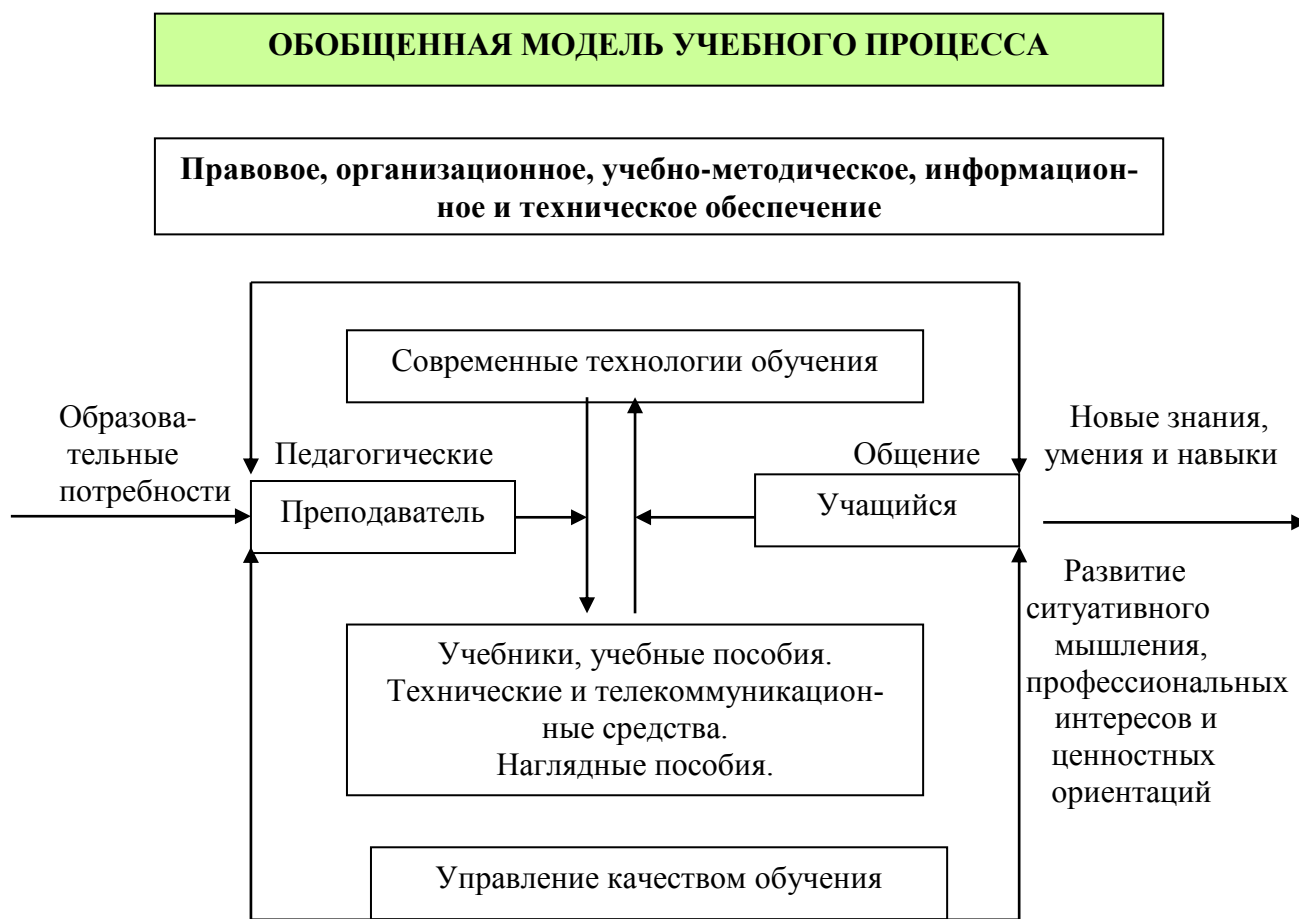 ОБОБЩЕННАЯ МОДЕЛЬ УЧЕБНОГО ПРОЦЕССА
Правовое, организационное, учебно-методическое, информацион-
ное и техническое обеспечение
Современные технологии обучения
Образова-
тельные
потребности
Педагогические
Преподаватель
Общение
Учащийся
Новые знания,
умения и навыки
Учебники, учебные пособия.
Технические и телекоммуникацион-
ные средства.
Наглядные пособия.
Развитие
ситуативного
мышления,
профессиональных
интересов и
ценностных
ориентаций
Управление качеством обучения